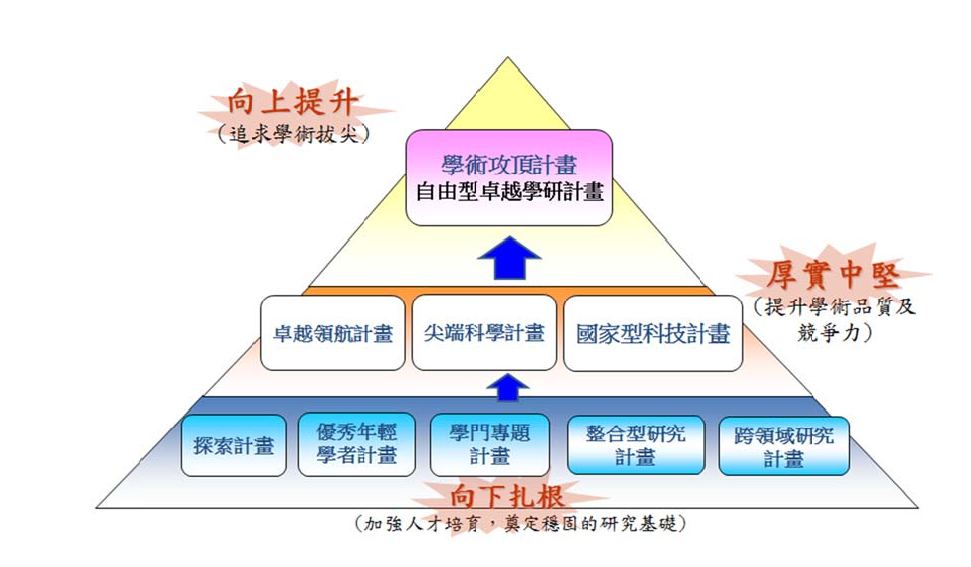 向上提升
(追求學術拔尖)
學術攻頂計畫
自由型卓越學研計畫
厚實中堅
(提升學術品質及
競爭力)
卓越領航計畫
尖端科學計畫
國家型科技計畫
探索計畫
優秀年輕
學者計畫
學門專題
計畫
整合型研究
計畫
跨領域研究
計畫
向下扎根
(加強人才培育，奠定穩固的研究基礎)